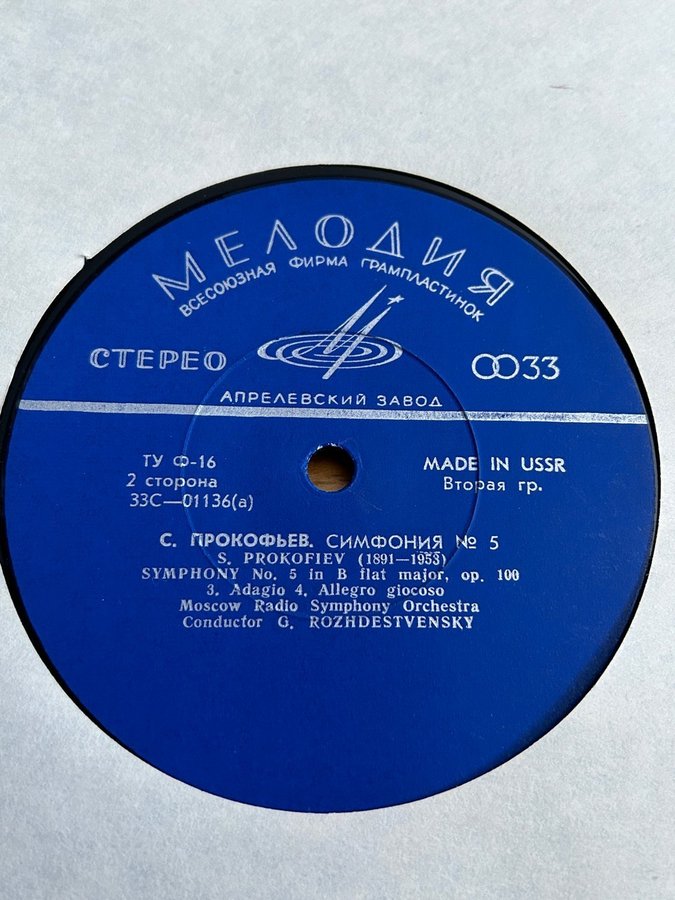 МЕЛОДИЯ
ВСЕСОЮЗНАЯ ФИРМА ГРАМПЛАСТИНОК
СТЕРЕО
33
АПРЕЛЕВСКИЙ ЗАВОД
ТУ Ф-16
MADE IN USSR
2 сторона
Вторая гр.
33С—01136(а)
С. ПРОКОФЬЕВ. СИМФОНИЯ № 5
S. PROKOFIEV (1891—1953)
SYMPHONY No. 5 in B flat major, op. 100
3. Adagio 4. Allegro giocoso
Moscow Radio Symphony Orchestra
Conductor G. ROZHDESTVENSKY